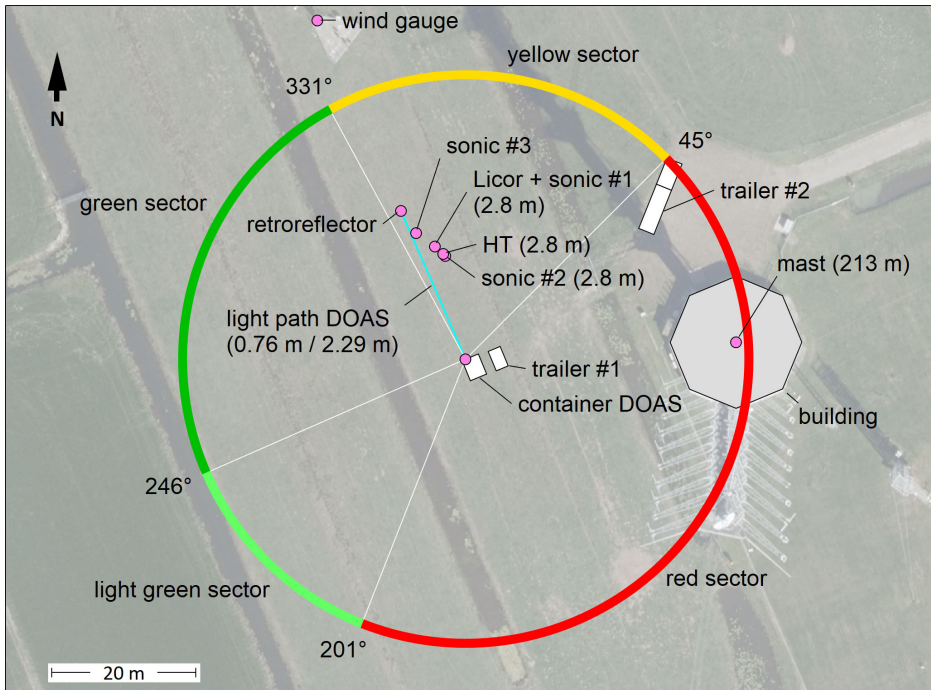 wind gauge
yellow sector
331°
N
45°
sonic #3
Licor + sonic #1
(2.8 m)
trailer #2
green sector
retroreflector
HT (2.8 m)
sonic #2 (2.8 m)
mast (213 m)
light path DOAS
(0.76 m / 2.29 m)
trailer #1
container DOAS
building
246°
light green sector
red sector
201°
20 m